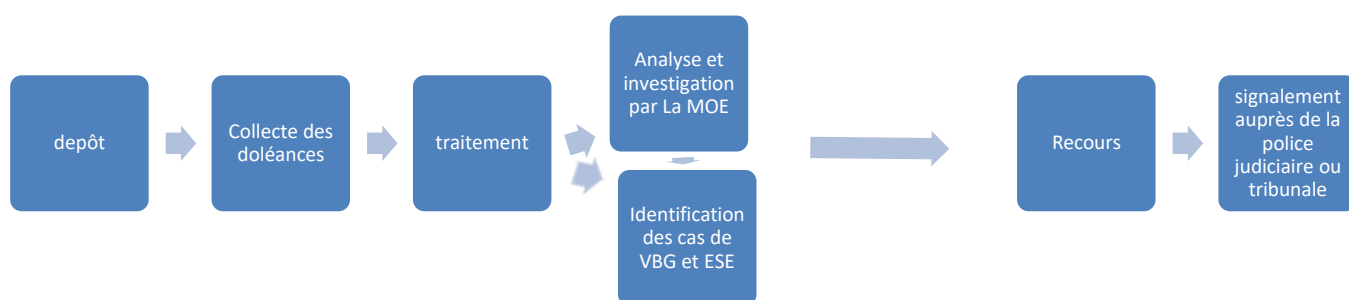 depôt
Collecte des
doléances
traitement
Analyse et
investigation
par La MOE
Identification
des cas de
VBG et ESE
Recours
signalement
auprès de la
police
judiciaire ou
tribunale